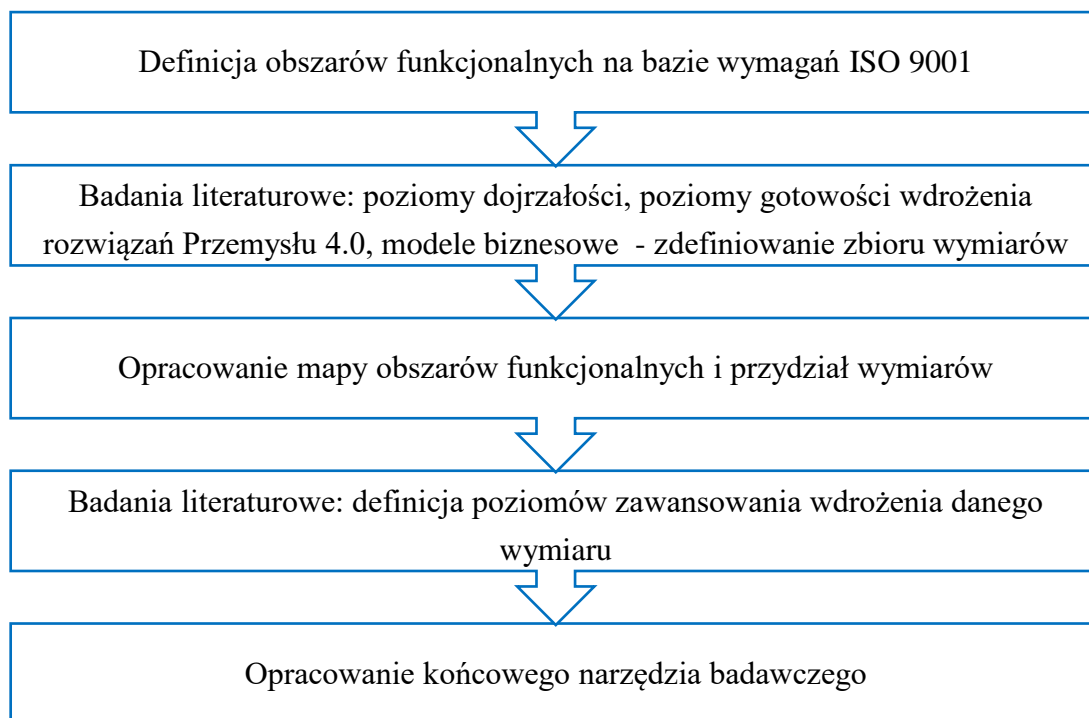 Definicja obszarów funkcjonalnych na bazie wymagań ISO 9001
Badania literaturowe: poziomy dojrzałości, poziomy gotowości wdrożenia
rozwiązań Przemysłu 4.0, modele biznesowe - zdefiniowanie zbioru wymiarów
Opracowanie mapy obszarów funkcjonalnych i przydział wymiarów
Badania literaturowe: definicja poziomów zawansowania wdrożenia danego
wymiaru
Opracowanie końcowego narzędzia badawczego